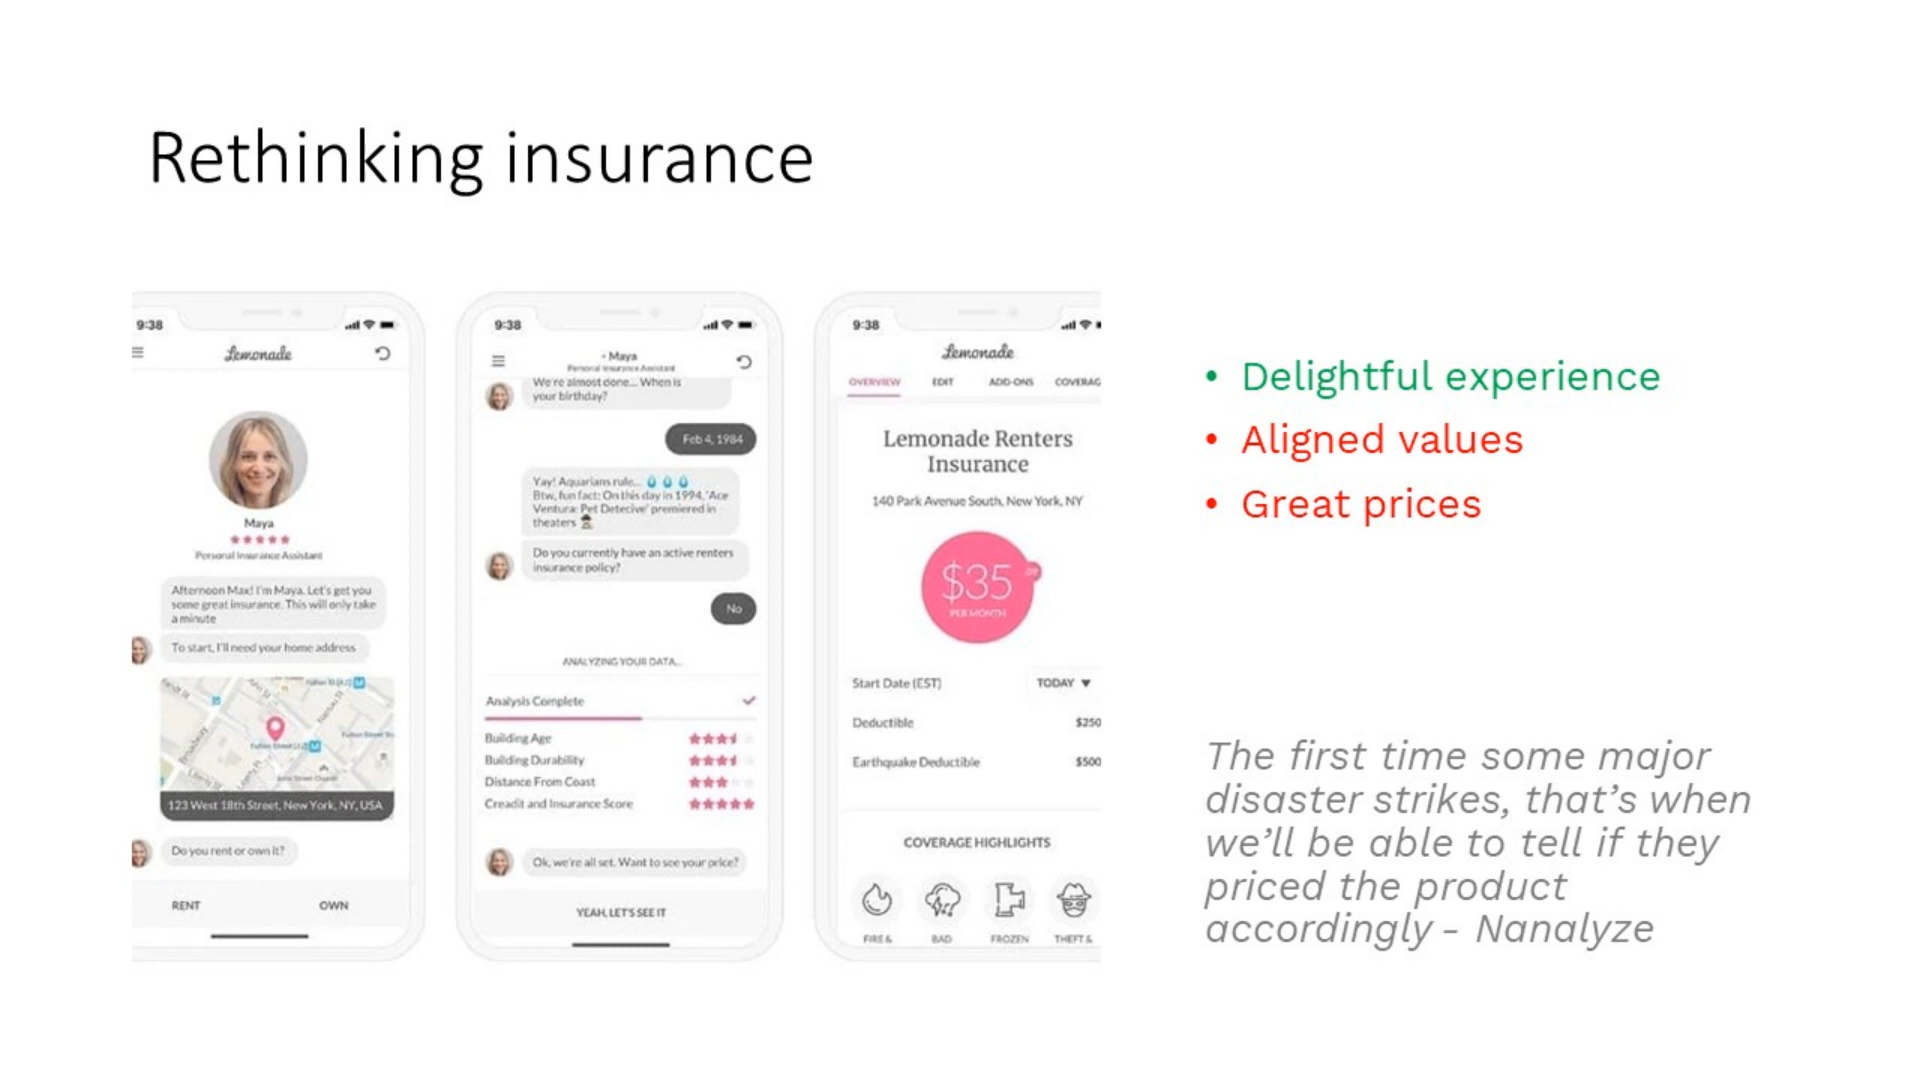 Rethinking insurance
9:38
Lemonade
Maya
Personal Insurance Assistant
Afternoon Max! I'm Maya. Let's get you
some great insurance. This will only take
a minute
To start, I'll need your home address
123 West 18th Street, New York, NY, USA
Do you rent or own it?
RENT
OWN
9:38
Maya
Personal Insurance Assistant
We're almost done... When is
your birthday?
Feb 4, 1984
Yay! Aquarians rule...
Btw, fun fact: On this day in 1994, 'Ace
Ventura: Pet Detecive' premiered in
theaters
Do you currently have an active renters
insurance policy?
No
ANALYZING YOUR DATA...
Analysis Complete
Building Age
Building Durability
Distance From Coast
Creadit and Insurance Score
Ok, we're all set. Want to see your price?
YEAH, LET'S SEE IT
9:38
Lemonade
OVERVIEW EDIT ADD-ONS COVERAG
Lemonade Renters
Insurance
140 Park Avenue South, New York, NY
$35
PER MONTH
Start Date (EST) TODAY
Deductible $250
Earthquake Deductible $500
COVERAGE HIGHLIGHTS
FIRE & BAD FROZEN THEFT &
• Delightful experience
• Aligned values
• Great prices
The first time some major
disaster strikes, that's when
we'll be able to tell if they
priced the product
accordingly - Nanalyze